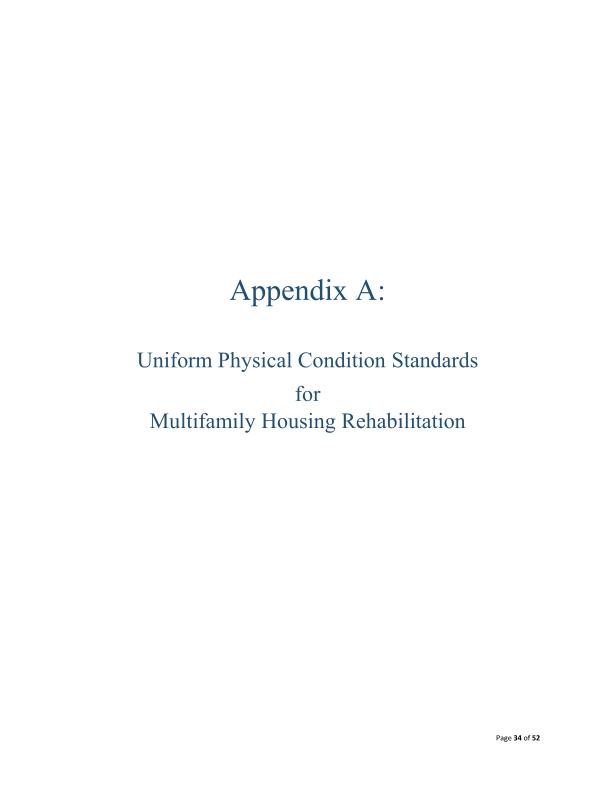 Appendix A:
Uniform Physical Condition Standards
for
Multifamily Housing Rehabilitation
Page 34 of 52